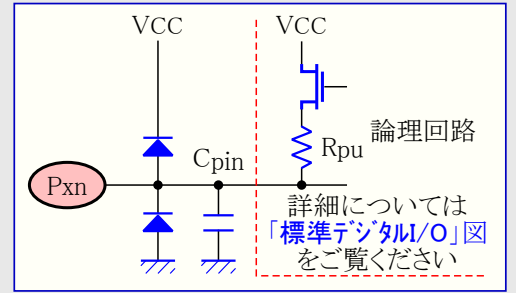 VCC
VCC
論理回路
Cpin
Rpu
Pxn
詳細については
「標準デジタルI/O」図
をご覧ください